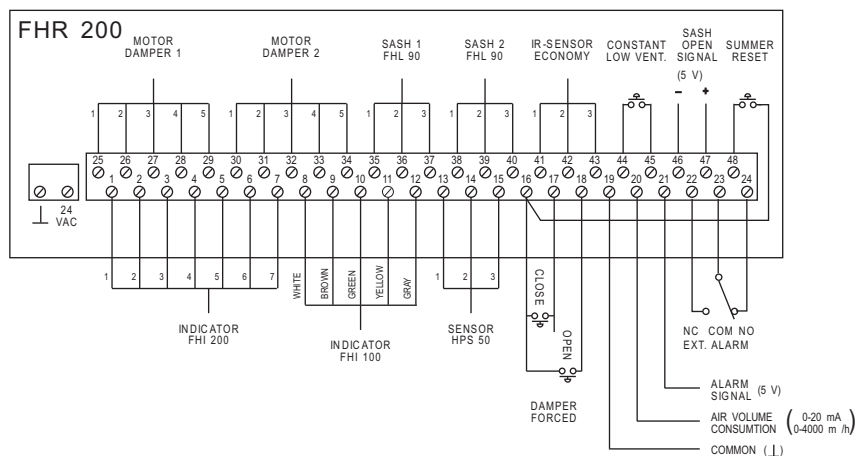 FHR 200
MOTOR
DAMPER 1
MOTOR
DAMPER 2
SASH 1
FHL 90
SASH 2
FHL 90
IR-SENSOR
ECONOMY
CONSTANT
LOW VENT.
SASH
OPEN
SIGNAL
(5 V)
- +
SUMMER
RESET
1 2 3 4 5
1 2 3 4 5
1 2 3
1 2 3
1 2 3
25 26 27 28 29 30 31 32 33 34 35 36 37 38 39 40 41 42 43 44 45 46 47 48
1 2 3 4 5 6 7 8 9 10 11 12 13 14 15 16 17 18 19 20 21 22 23 24
24
VAC
1 2 3 4 5 6 7
WHITE
BROWN
GREEN
YELLOW
GRAY
1 2 3
CLOSE
OPEN
INDICATOR
FHI 200
INDICATOR
FHI 100
SENSOR
HPS 50
DAMPER
FORCED
NC COM NO
EXT. ALARM
ALARM
SIGNAL (5 V)
AIR VOLUME
CONSUMTION
(0-20 mA
0-4000 m /h)
COMMON (⊥)